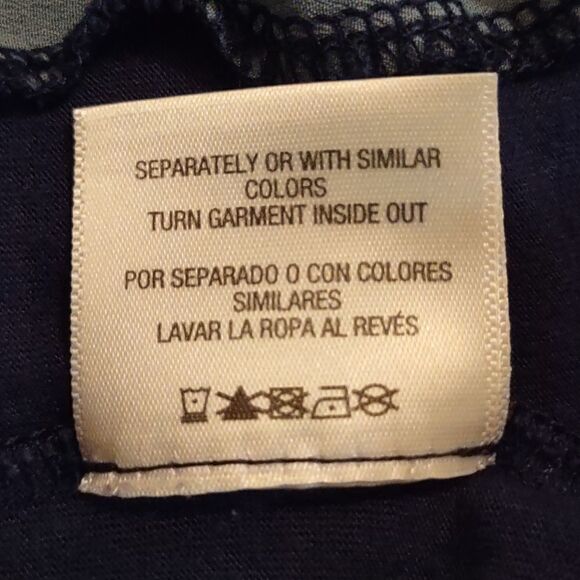 SEPARATELY OR WITH SIMILAR
COLORS
TURN GARMENT INSIDE OUT
POR SEPARADO O CON COLORES
SIMILARES
LAVAR LA ROPA AL REVÉS